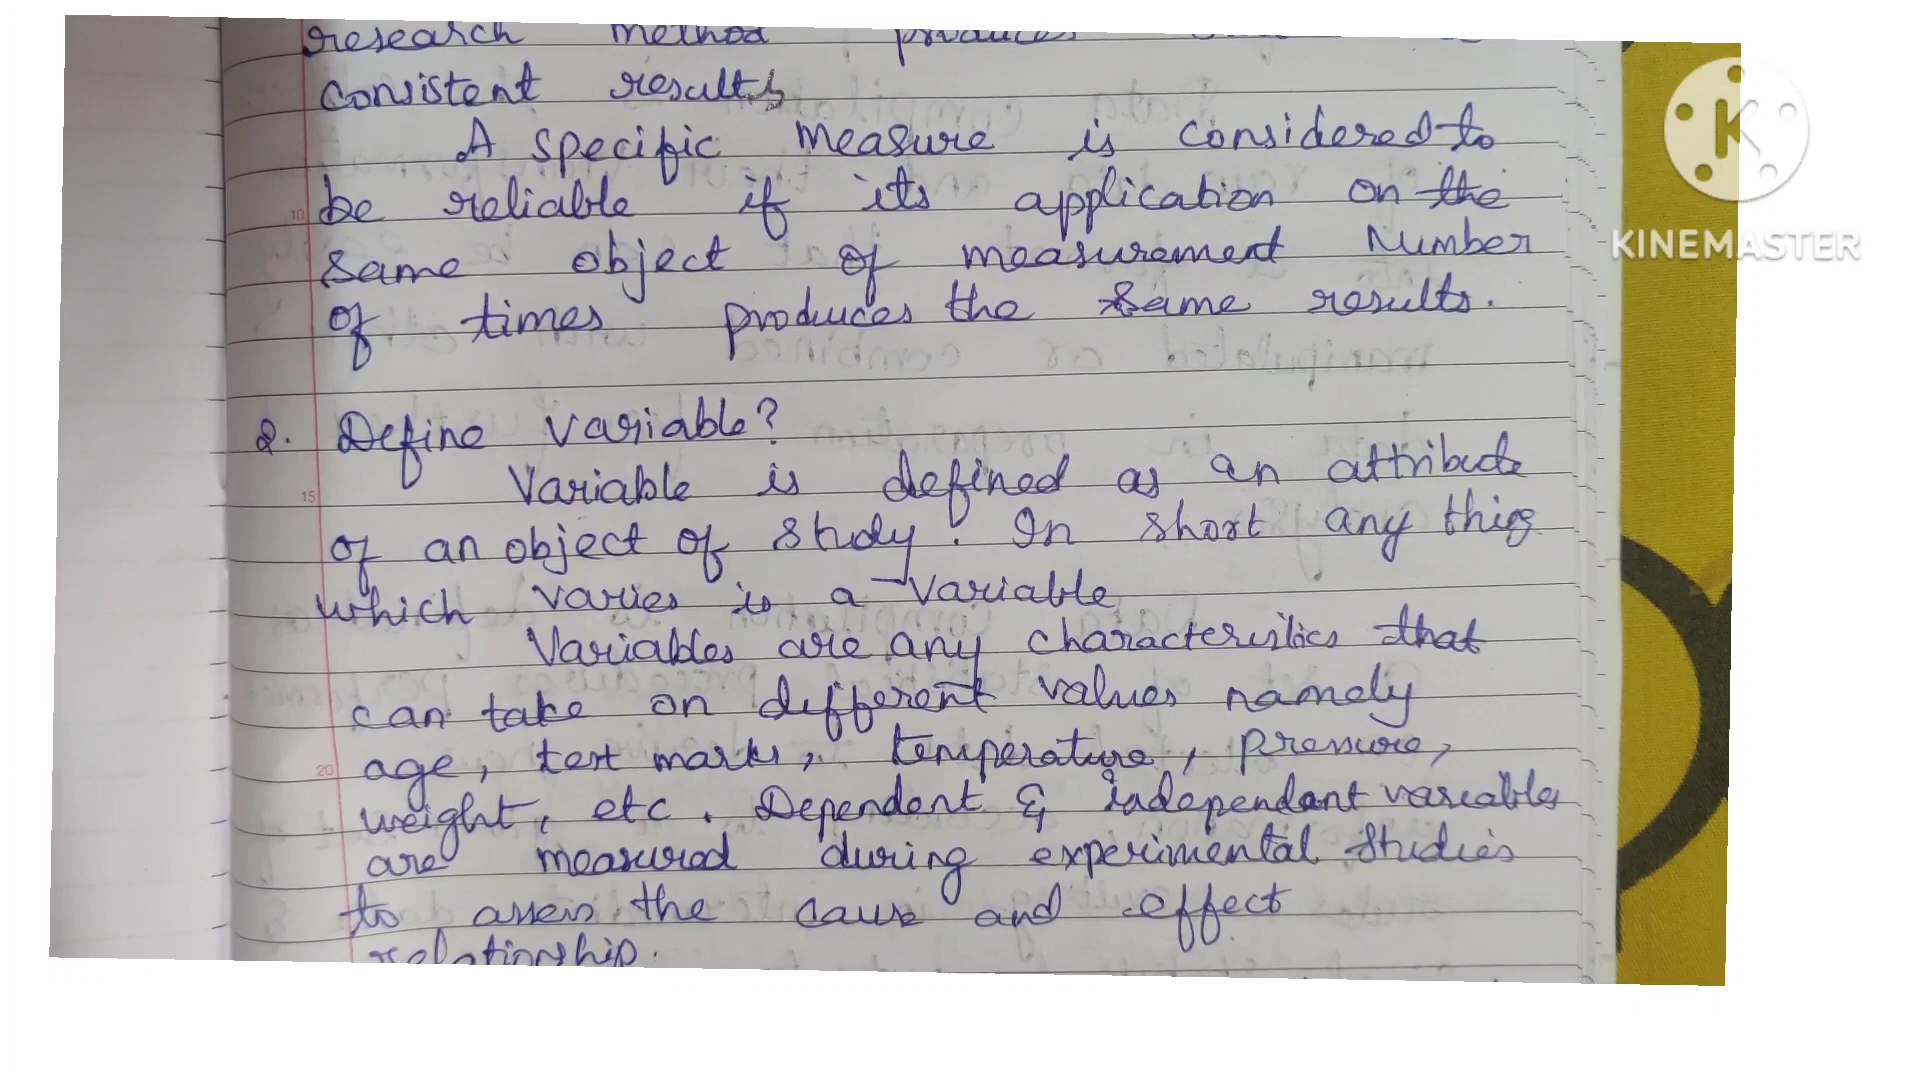 research method produces
consistent results
A specific measure is considered to
be reliable if its application on the
same object of measurement Number
of times produces the same results.
2. Define variable?
Variable is defined as an attribute
of an object of study. In short any thing
which varies is a variable
Variables are any characteristics that
can take on different values namely
age, test marks, temperature, pressure,
weight, etc. Dependent & independent variables
are measured during experimental studies
to assess the cause and effect
relationship.
10
15
20
K
KINEMASTER